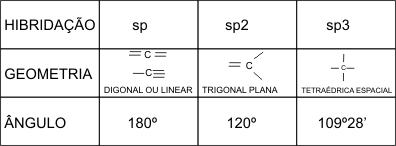 HIBRIDAÇÃO sp sp2 sp3
GEOMETRIA
=C= =C C
—C≡
DIGONAL OU LINEAR TRIGONAL PLANA TETRAÉDRICA ESPACIAL
ÂNGULO 180º 120º 109º28'